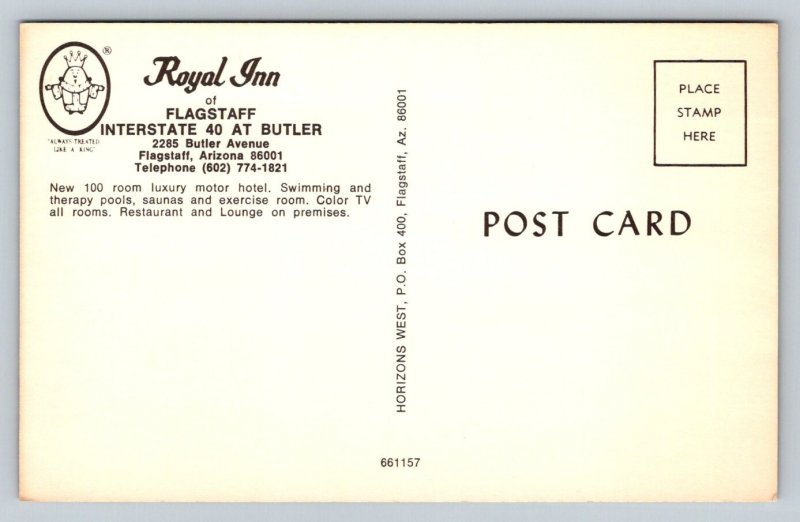 ®
Royal Inn
of
FLAGSTAFF
INTERSTATE 40 AT BUTLER
2285 Butler Avenue
Flagstaff, Arizona 86001
Telephone (602) 774-1821
"ALWAYS TREATED
LIKE A KING"
New 100 room luxury motor hotel. Swimming and
therapy pools, saunas and exercise room. Color TV
all rooms. Restaurant and Lounge on premises.
HORIZONS WEST, P.O. Box 400, Flagstaff, Az. 86001
661157
PLACE
STAMP
HERE
POST CARD